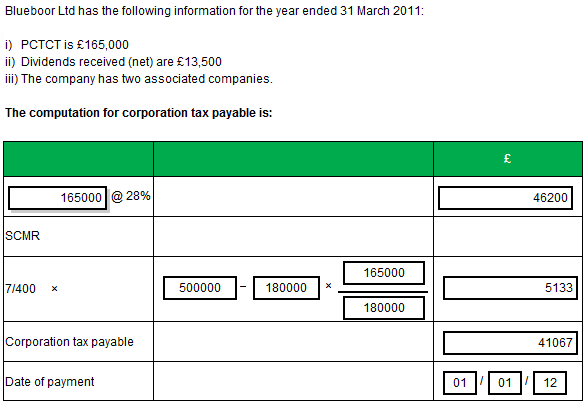 Blueboor Ltd has the following information for the year ended 31 March 2011:
i) PCTCT is £165,000
ii) Dividends received (net) are £13,500
iii) The company has two associated companies.
The computation for corporation tax payable is:
£
165000 @ 28% 46200
SCMR
165000
7/400 × 500000 – 180000 × 5133
180000
Corporation tax payable 41067
Date of payment 01 / 01 / 12